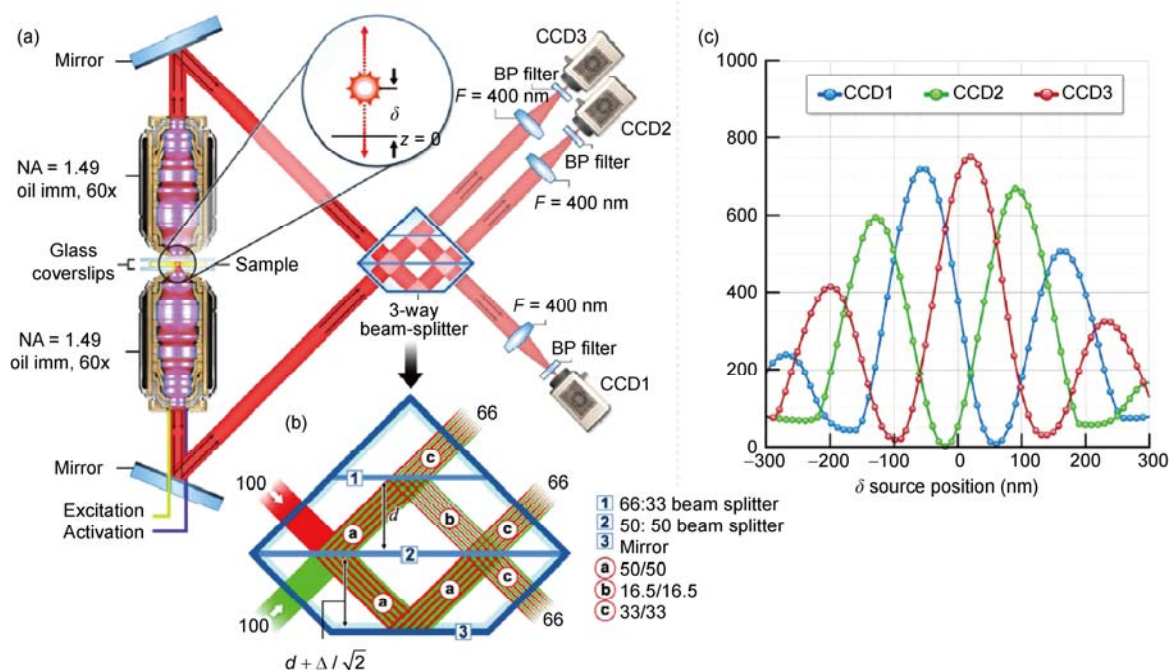 (a)
Mirror
NA = 1.49
oil imm, 60x
Glass
coverslips
Sample
NA = 1.49
oil imm, 60x
Mirror
Excitation
Activation
δ
z = 0
CCD3
BP filter
F = 400 nm
CCD2
BP filter
F = 400 nm
3-way
beam-splitter
F = 400 nm
BP filter
CCD1
(b)
66
c
1
100
d
b
c
66
a
2
a
a
c
100
66
3
d + Δ / √2
1 66:33 beam splitter
2 50: 50 beam splitter
3 Mirror
a 50/50
b 16.5/16.5
c 33/33
(c)
1000
CCD1 CCD2 CCD3
800
600
400
200
0
−300 −200 −100 0 100 200 300
δ source position (nm)